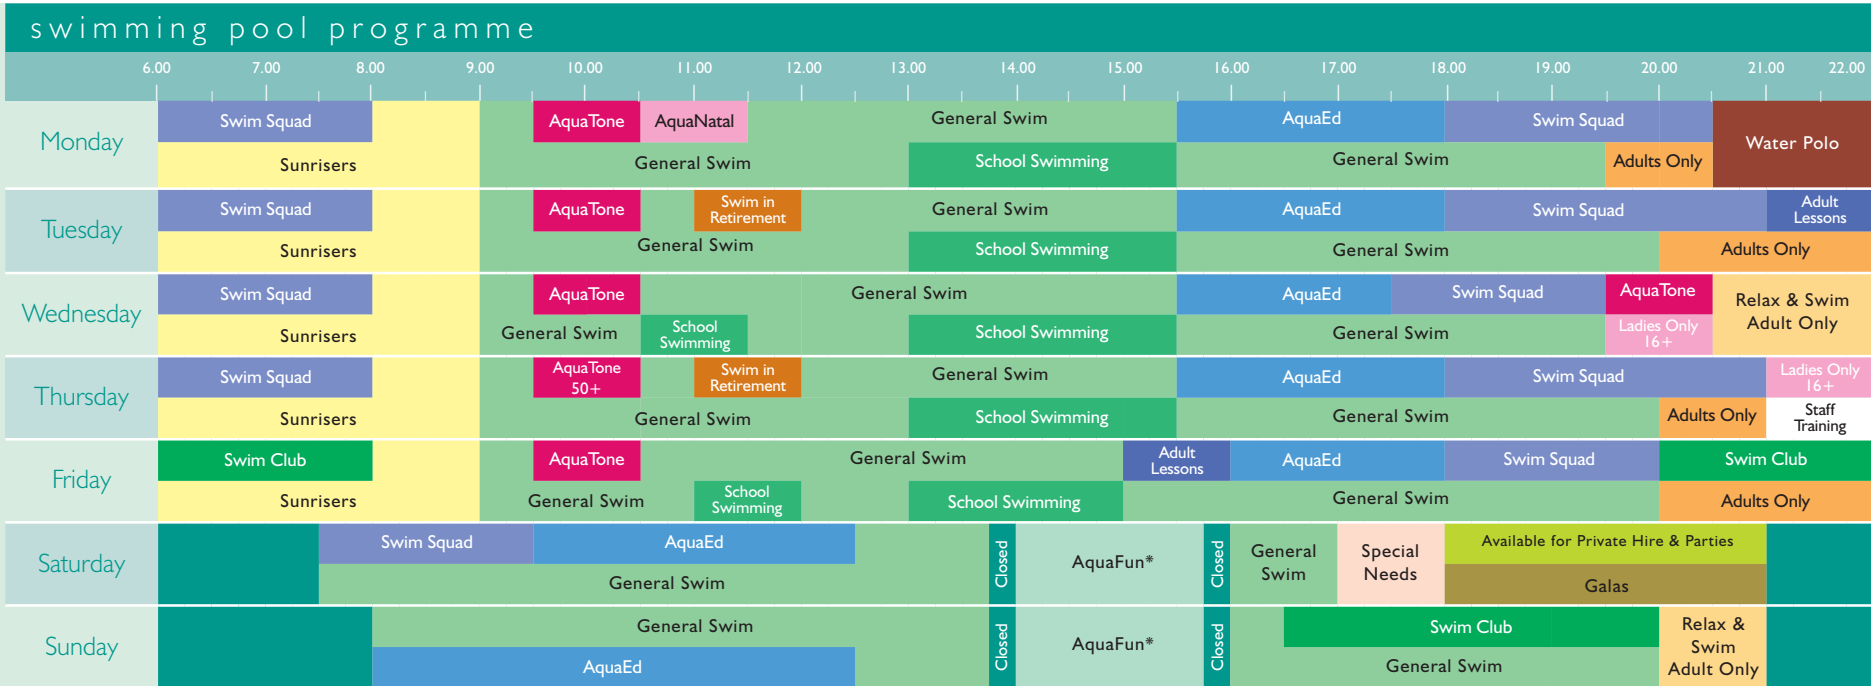 swimming pool programme
6.00 7.00 8.00 9.00 10.00 11.00 12.00 13.00 14.00 15.00 16.00 17.00 18.00 19.00 20.00 21.00 22.00
Monday
Swim Squad
AquaTone
AquaNatal
General Swim
AquaEd
Swim Squad
Water Polo
Sunrisers
General Swim
School Swimming
General Swim
Adults Only
Tuesday
Swim Squad
AquaTone
Swim in
Retirement
General Swim
AquaEd
Swim Squad
Adult
Lessons
Sunrisers
General Swim
School Swimming
General Swim
Adults Only
Wednesday
Swim Squad
AquaTone
General Swim
AquaEd
Swim Squad
AquaTone
Relax & Swim
Adult Only
Sunrisers
General Swim
School
Swimming
School Swimming
General Swim
Ladies Only
16+
Thursday
Swim Squad
AquaTone
50+
Swim in
Retirement
General Swim
AquaEd
Swim Squad
Ladies Only
16+
Sunrisers
General Swim
School Swimming
General Swim
Adults Only
Staff
Training
Friday
Swim Club
AquaTone
General Swim
Adult
Lessons
AquaEd
Swim Squad
Swim Club
Sunrisers
General Swim
School
Swimming
School Swimming
General Swim
Adults Only
Saturday
Swim Squad
AquaEd
General Swim
Closed
AquaFun*
Closed
General
Swim
Special
Needs
Available for Private Hire & Parties
Galas
Sunday
General Swim
AquaEd
Closed
AquaFun*
Closed
Swim Club
General Swim
Relax &
Swim
Adult Only